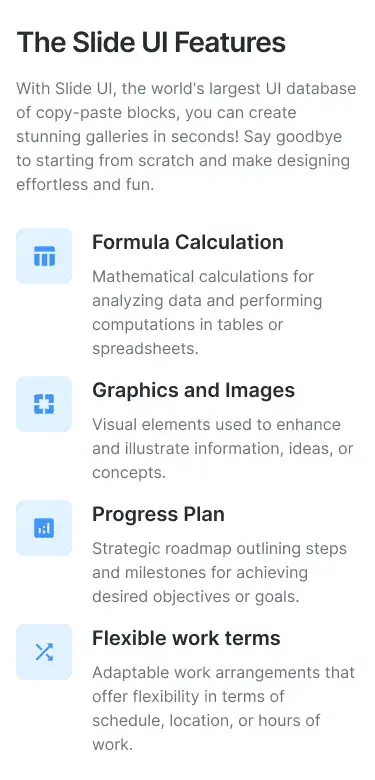 The Slide UI Features
With Slide UI, the world's largest UI database
of copy-paste blocks, you can create
stunning galleries in seconds! Say goodbye
to starting from scratch and make designing
effortless and fun.
Formula Calculation
Mathematical calculations for
analyzing data and performing
computations in tables or
spreadsheets.
Graphics and Images
Visual elements used to enhance
and illustrate information, ideas, or
concepts.
Progress Plan
Strategic roadmap outlining steps
and milestones for achieving
desired objectives or goals.
Flexible work terms
Adaptable work arrangements that
offer flexibility in terms of
schedule, location, or hours of
work.